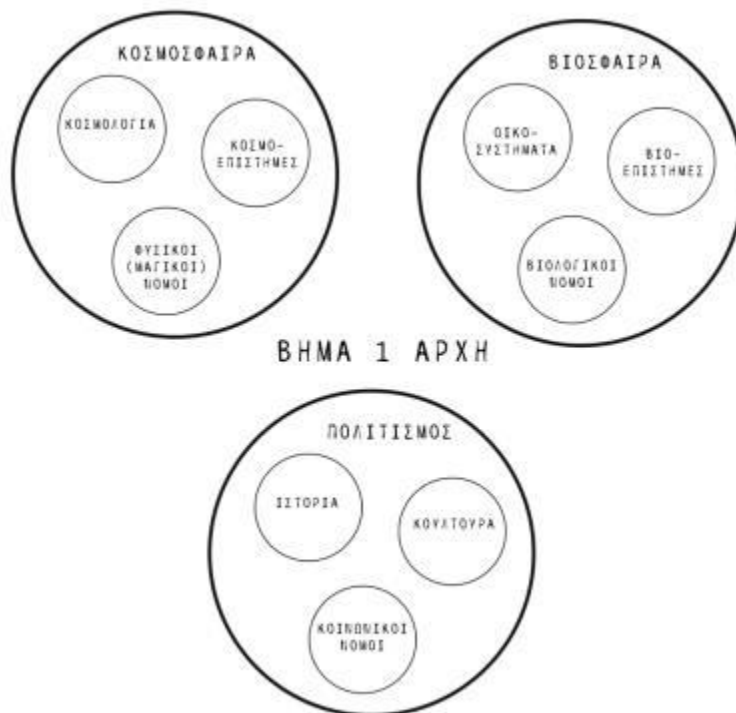 ΚΟΣΜΟΣΦΑΙΡΑ
ΚΟΣΜΟΛΟΓΙΑ
ΚΟΣΜΟ-
ΕΠΙΣΤΗΜΕΣ
ΦΥΣΙΚΟΙ
(ΜΑΓΙΚΟΙ)
ΝΟΜΟΙ
ΒΙΟΣΦΑΙΡΑ
ΟΙΚΟ-
ΣΥΣΤΗΜΑΤΑ
ΒΙΟ-
ΕΠΙΣΤΗΜΕΣ
ΒΙΟΛΟΓΙΚΟΙ
ΝΟΜΟΙ
ΒΗΜΑ 1 ΑΡΧΗ
ΠΟΛΙΤΙΣΜΟΣ
ΙΣΤΟΡΙΑ
ΚΟΥΛΤΟΥΡΑ
ΚΟΙΝΩΝΙΚΟΙ
ΝΟΜΟΙ